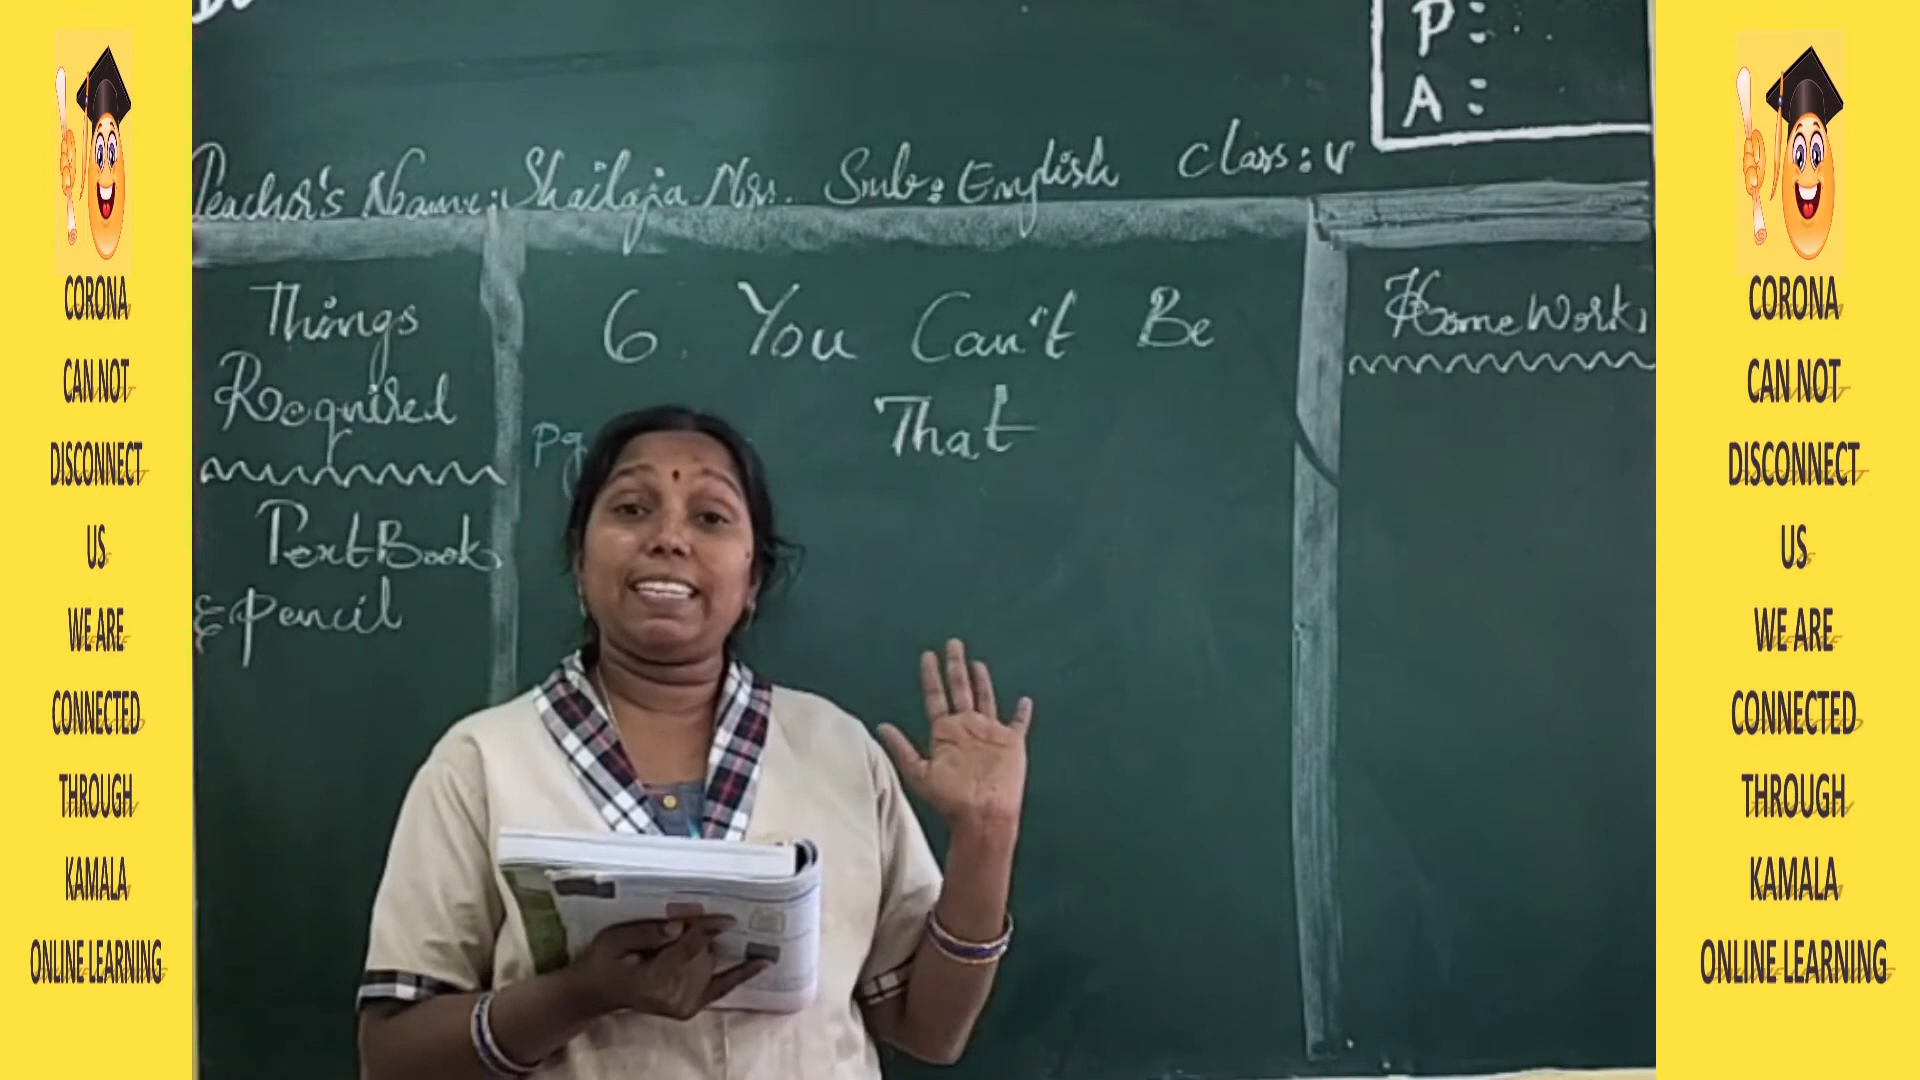 CORONA
CAN NOT
DISCONNECT
US
WE ARE
CONNECTED
THROUGH
KAMALA
ONLINE LEARNING
P:
A:
Teacher's Name: Shailaja Sub: English Class: V
Things
Required
Text Book
& pencil
6. You Can't Be
That
Pg
Home Work
CORONA
CAN NOT
DISCONNECT
US
WE ARE
CONNECTED
THROUGH
KAMALA
ONLINE LEARNING